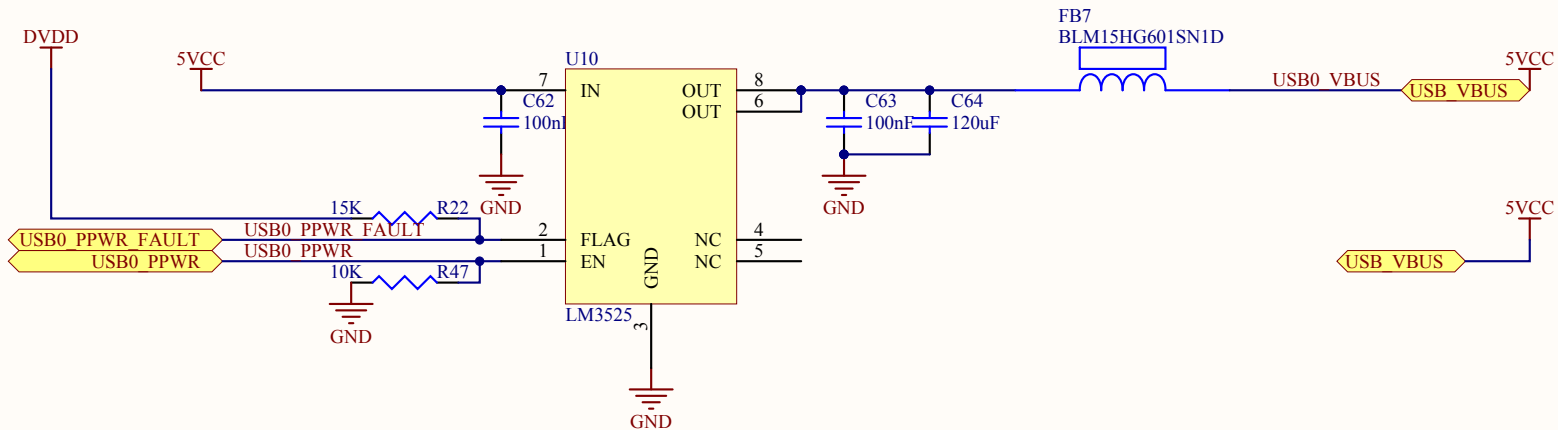 FB7
BLM15HG601SN1D
DVDD
5VCC
U10
5VCC
7
IN
OUT
8
USB0_VBUS
USB_VBUS
C62
100nF
OUT
6
C63
100nF
C64
120uF
GND
GND
15K
R22
5VCC
USB0_PPWR_FAULT
USB0_PPWR_FAULT
2
FLAG
NC
4
USB0_PPWR
USB0_PPWR
1
EN
NC
5
USB_VBUS
10K
R47
GND
GND
LM3525
3
GND